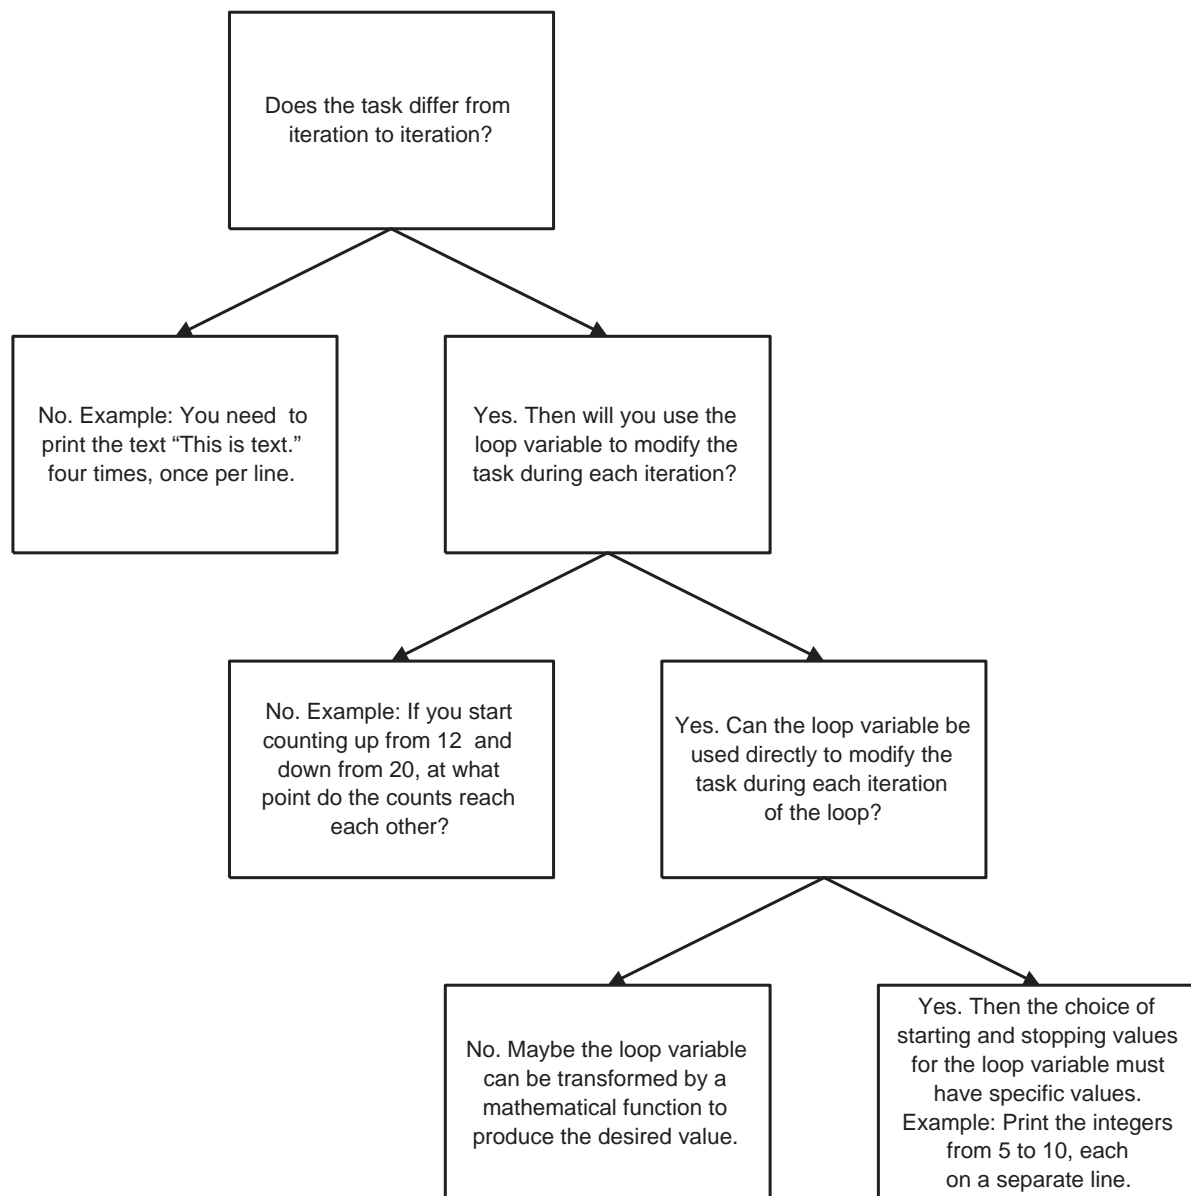 Does the task differ from
iteration to iteration?
No. Example: You need to
print the text “This is text.”
four times, once per line.
Yes. Then will you use the
loop variable to modify the
task during each iteration?
No. Example: If you start
counting up from 12 and
down from 20, at what
point do the counts reach
each other?
Yes. Can the loop variable be
used directly to modify the
task during each iteration
of the loop?
No. Maybe the loop variable
can be transformed by a
mathematical function to
produce the desired value.
Yes. Then the choice of
starting and stopping values
for the loop variable must
have specific values.
Example: Print the integers
from 5 to 10, each
on a separate line.